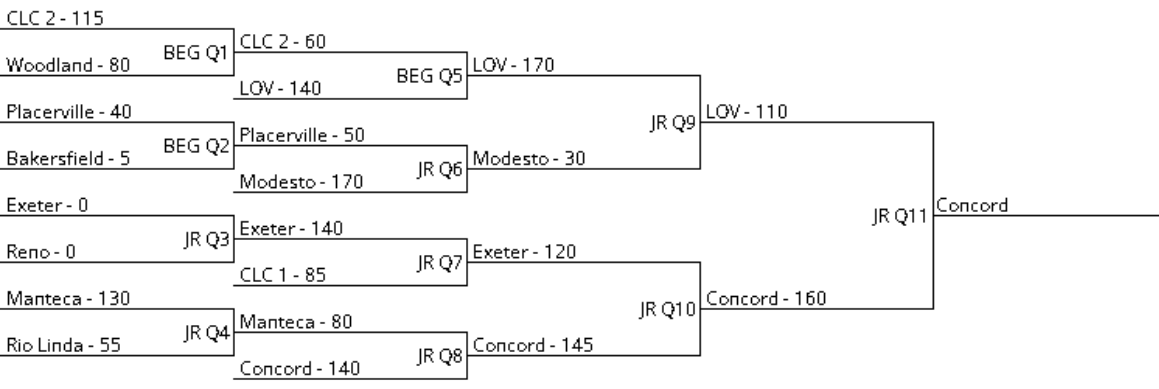 CLC 2 - 115
BEG Q1
Woodland - 80
CLC 2 - 60
BEG Q5
LOV - 140
LOV - 170
Placerville - 40
BEG Q2
Bakersfield - 5
Placerville - 50
JR Q6
Modesto - 170
Modesto - 30
JR Q9
LOV - 110
Exeter - 0
JR Q3
Reno - 0
Exeter - 140
JR Q7
CLC 1 - 85
Exeter - 120
Manteca - 130
JR Q4
Rio Linda - 55
Manteca - 80
JR Q8
Concord - 140
Concord - 145
JR Q10
Concord - 160
JR Q11
Concord